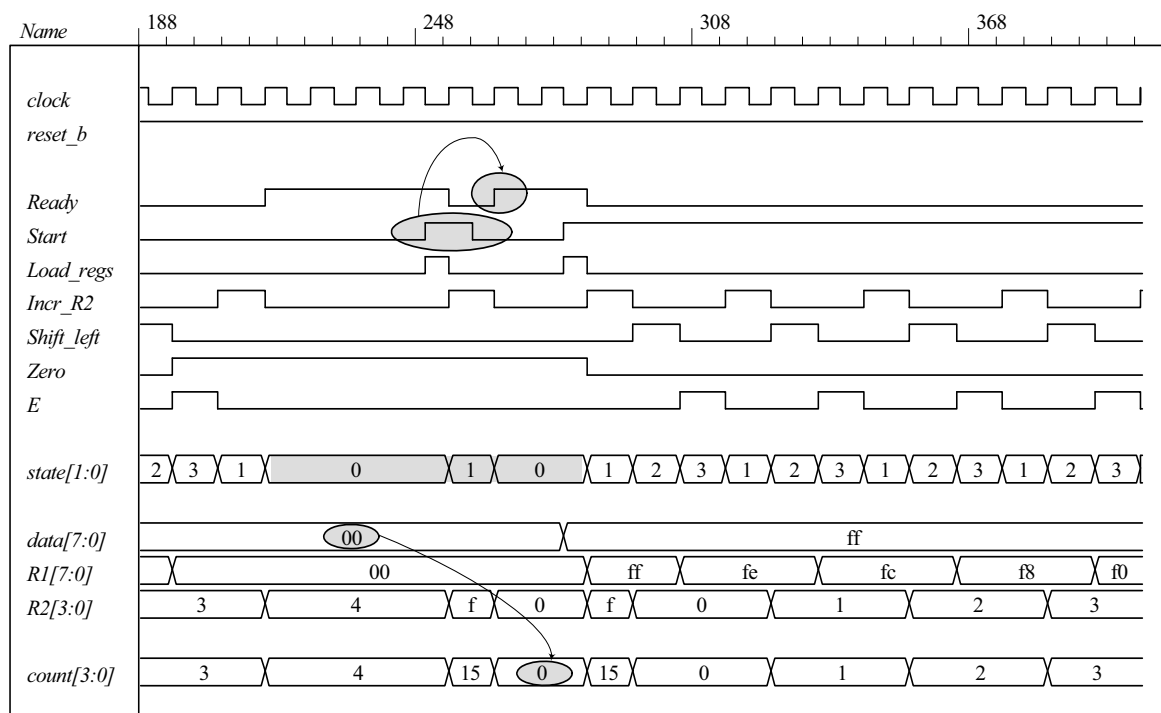 Name 188 248 308 368
clock
reset_b
Ready
Start
Load_regs
Incr_R2
Shift_left
Zero
E
state[1:0] 2 3 1 0 1 0 1 2 3 1 2 3 1 2 3 1 2 3
data[7:0] 00 ff
R1[7:0] 00 ff fe fc f8 f0
R2[3:0] 3 4 f 0 f 0 1 2 3
count[3:0] 3 4 15 0 15 0 1 2 3